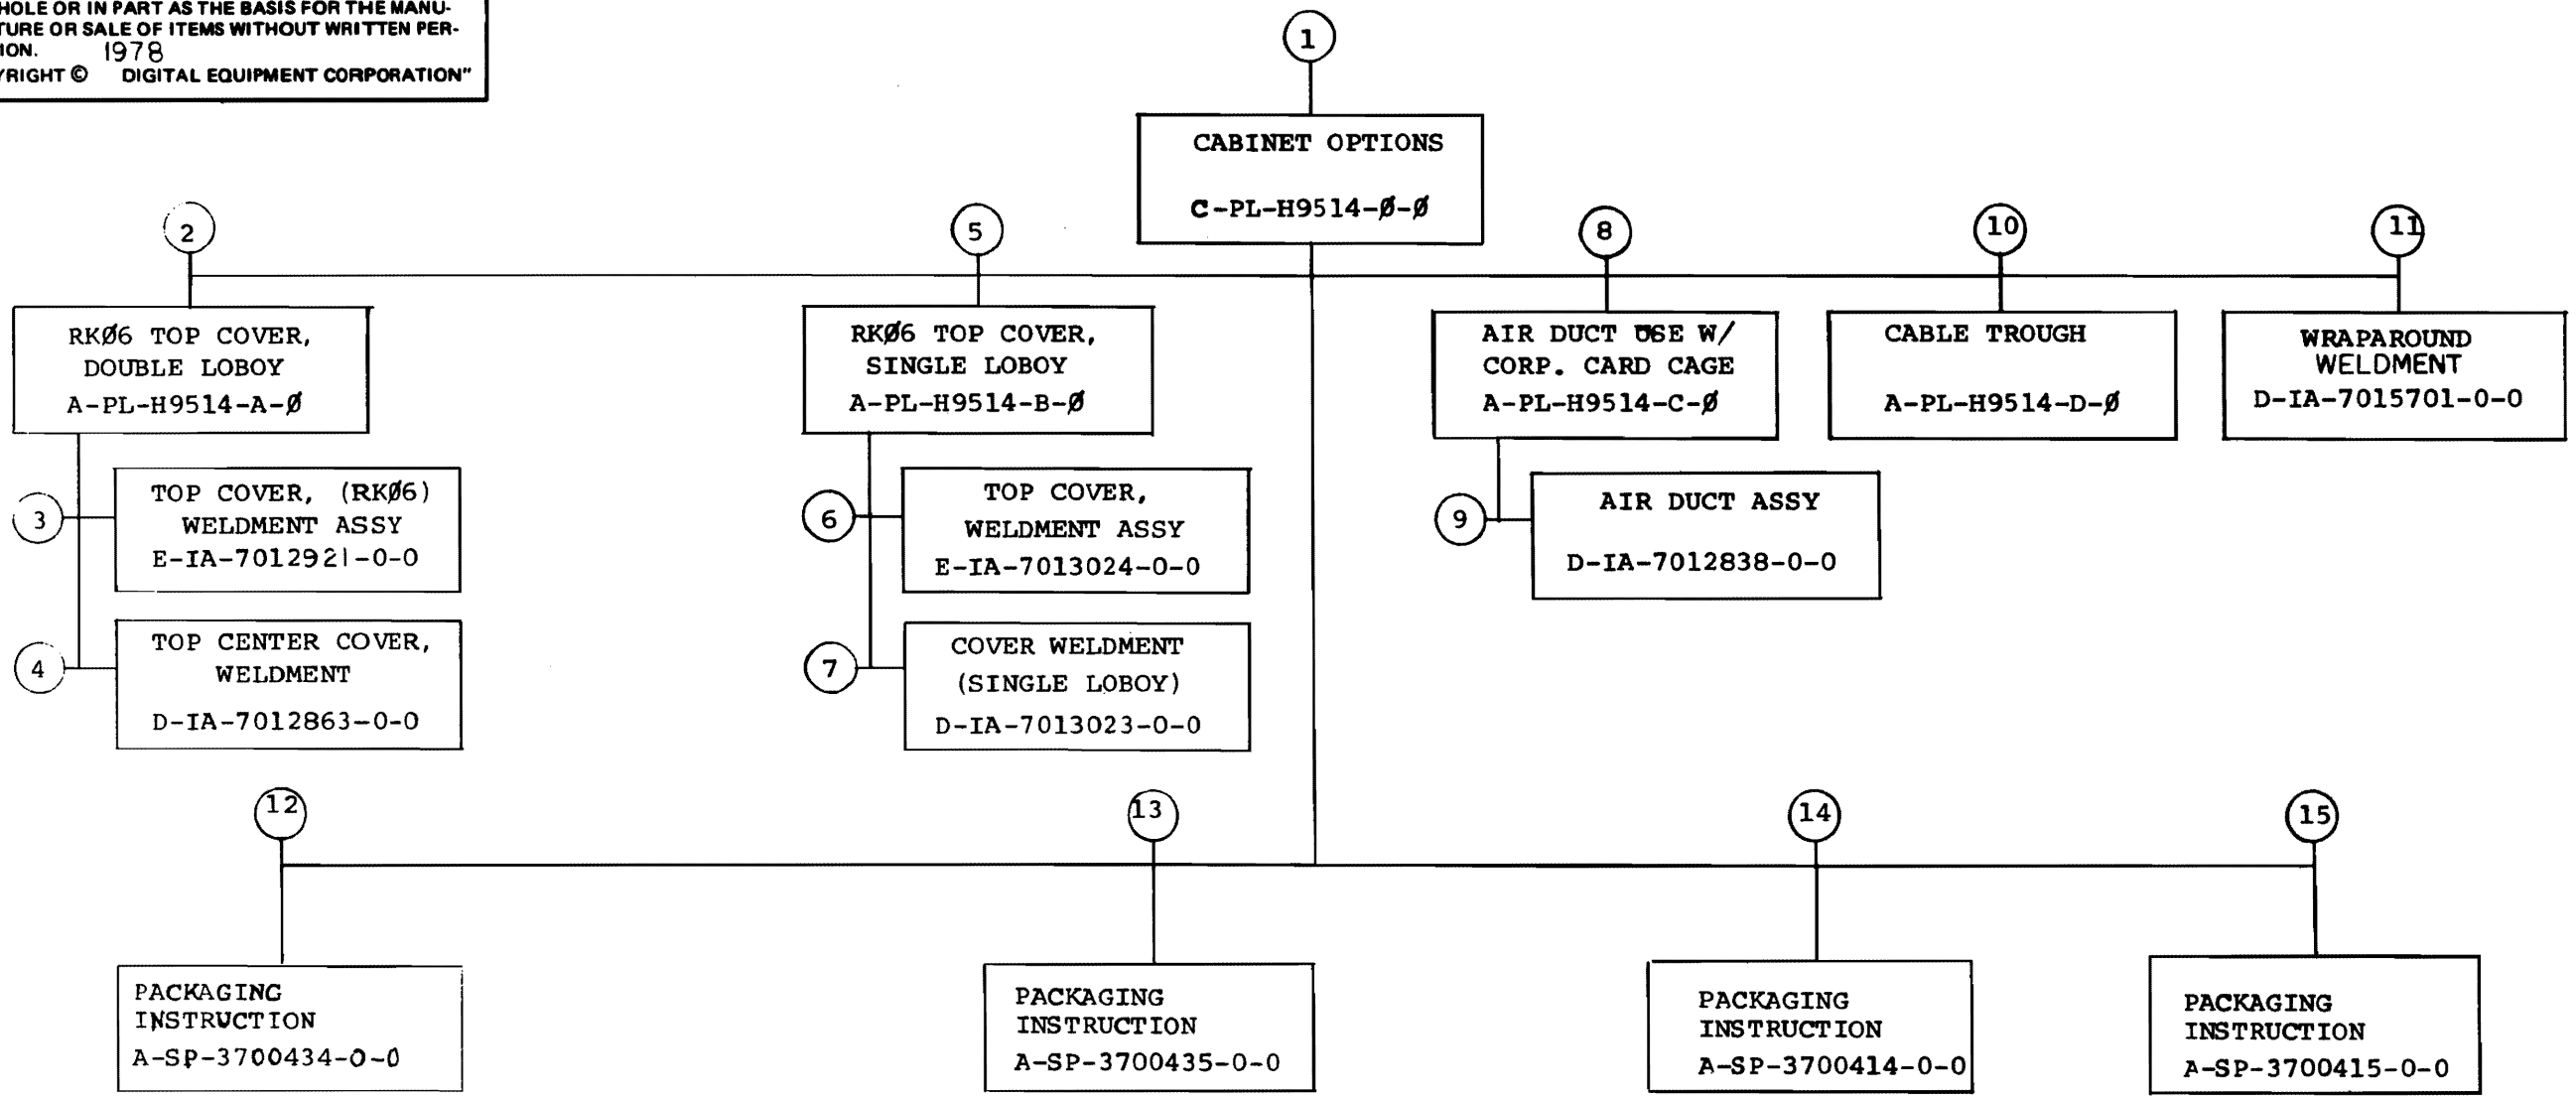 HOLE OR IN PART AS THE BASIS FOR THE MANU-
TURE OR SALE OF ITEMS WITHOUT WRITTEN PER-
ION. 1978
YRIGHT © DIGITAL EQUIPMENT CORPORATION"
1
CABINET OPTIONS
C-PL-H9514-Ø-Ø
2
RKØ6 TOP COVER,
DOUBLE LOBOY
A-PL-H9514-A-Ø
3
TOP COVER, (RKØ6)
WELDMENT ASSY
E-IA-7012921-0-0
4
TOP CENTER COVER,
WELDMENT
D-IA-7012863-0-0
5
RKØ6 TOP COVER,
SINGLE LOBOY
A-PL-H9514-B-Ø
6
TOP COVER,
WELDMENT ASSY
E-IA-7013024-0-0
7
COVER WELDMENT
(SINGLE LOBOY)
D-IA-7013023-0-0
8
AIR DUCT USE W/
CORP. CARD CAGE
A-PL-H9514-C-Ø
9
AIR DUCT ASSY
D-IA-7012838-0-0
10
CABLE TROUGH
A-PL-H9514-D-Ø
11
WRAPAROUND
WELDMENT
D-IA-7015701-0-0
12
PACKAGING
INSTRUCTION
A-SP-3700434-0-0
13
PACKAGING
INSTRUCTION
A-SP-3700435-0-0
14
PACKAGING
INSTRUCTION
A-SP-3700414-0-0
15
PACKAGING
INSTRUCTION
A-SP-3700415-0-0